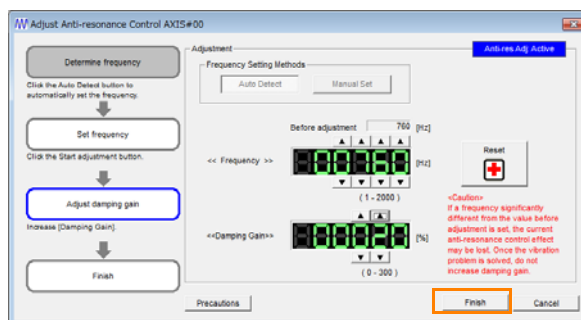 Adjust Anti-resonance Control AXIS#00
Determine frequency
Click the Auto Detect button to
automatically set the frequency.
Set frequency
Click the Start adjustment button.
Adjust damping gain
Increase [Damping Gain].
Finish
Adjustment
Anti-res Adj Active
Frequency Setting Methods
Auto Detect
Manual Set
Before adjustment 760 [Hz]
<< Frequency >> 000760 [Hz]
( 1 - 2000 )
<<Damping Gain>> 000020 [%]
( 0 - 300 )
Reset
<Caution>
If a frequency significantly
different from the value before
adjustment is set, the current
anti-resonance control effect
may be lost. Once the vibration
problem is solved, do not
increase damping gain.
Precautions
Finish
Cancel